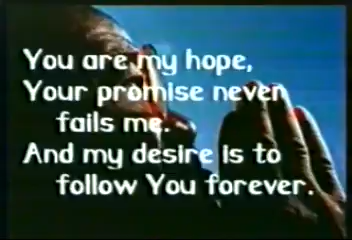 You are my hope,
Your promise never
fails me.
And my desire is to
follow You forever.